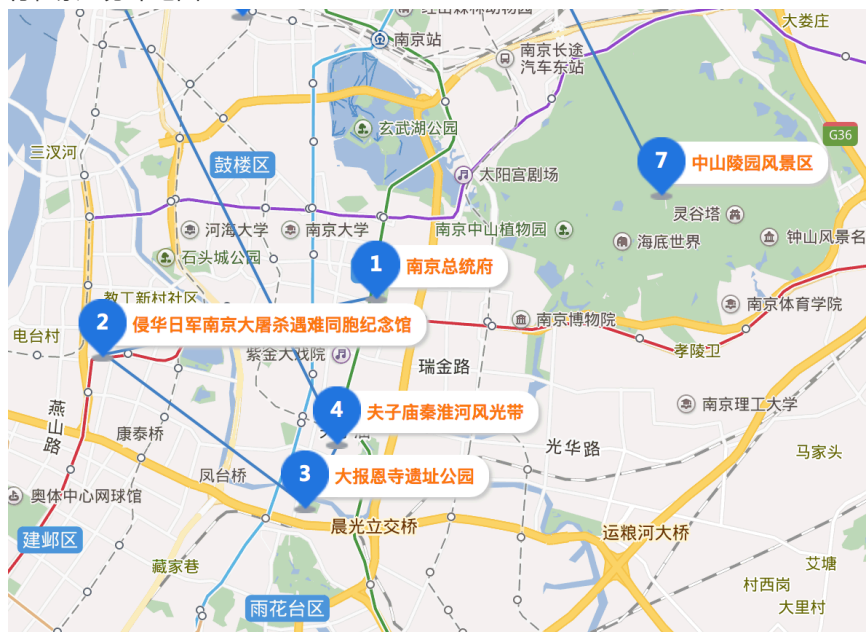 南京站
南京长途
汽车东站
大娄庄
玄武湖公园
G36
三汊河
鼓楼区
太阳宫剧场
7
中山陵园风景区
灵谷塔
河海大学
南京大学
南京中山植物园
海底世界
钟山风景名
石头城公园
1
南京总统府
教工新村社区
南京体育学院
2
侵华日军南京大屠杀遇难同胞纪念馆
南京博物院
电台村
紫金大戏院
瑞金路
孝陵卫
燕山路
4
夫子庙秦淮河风光带
南京理工大学
康泰桥
光华路
马家头
凤台桥
3
大报恩寺遗址公园
奥体中心网球馆
晨光立交桥
运粮河大桥
建邺区
藏家巷
艾塘
村西岗
雨花台区
大里村